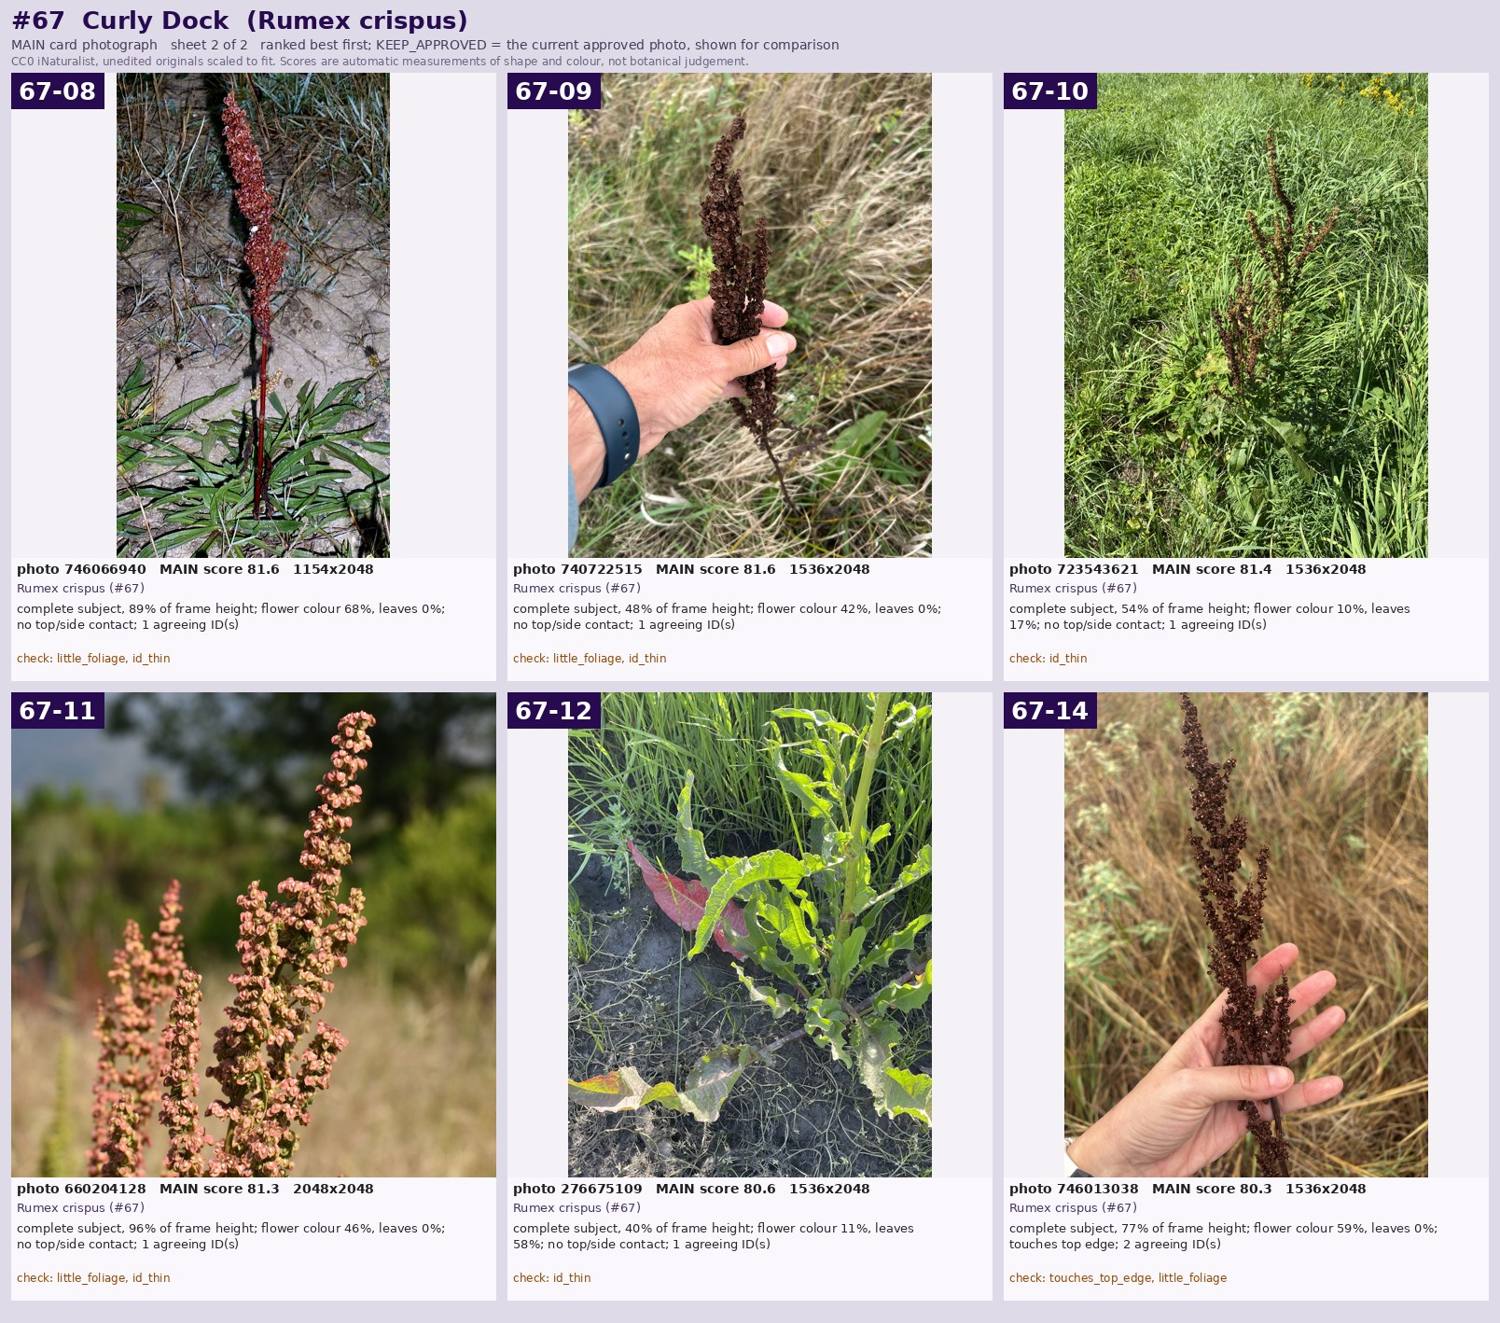 #67  Curly Dock  (Rumex crispus)
MAIN card photograph   sheet 2 of 2   ranked best first; KEEP_APPROVED = the current approved photo, shown for comparison
CC0 iNaturalist, unedited originals scaled to fit. Scores are automatic measurements of shape and colour, not botanical judgement.
67-08
photo 746066940   MAIN score 81.6   1154x2048
Rumex crispus (#67)
complete subject, 89% of frame height; flower colour 68%, leaves 0%;
no top/side contact; 1 agreeing ID(s)
check: little_foliage, id_thin
67-09
photo 740722515   MAIN score 81.6   1536x2048
Rumex crispus (#67)
complete subject, 48% of frame height; flower colour 42%, leaves 0%;
no top/side contact; 1 agreeing ID(s)
check: little_foliage, id_thin
67-10
photo 723543621   MAIN score 81.4   1536x2048
Rumex crispus (#67)
complete subject, 54% of frame height; flower colour 10%, leaves
17%; no top/side contact; 1 agreeing ID(s)
check: id_thin
67-11
photo 660204128   MAIN score 81.3   2048x2048
Rumex crispus (#67)
complete subject, 96% of frame height; flower colour 46%, leaves 0%;
no top/side contact; 1 agreeing ID(s)
check: little_foliage, id_thin
67-12
photo 276675109   MAIN score 80.6   1536x2048
Rumex crispus (#67)
complete subject, 40% of frame height; flower colour 11%, leaves
58%; no top/side contact; 1 agreeing ID(s)
check: id_thin
67-14
photo 746013038   MAIN score 80.3   1536x2048
Rumex crispus (#67)
complete subject, 77% of frame height; flower colour 59%, leaves 0%;
touches top edge; 2 agreeing ID(s)
check: touches_top_edge, little_foliage